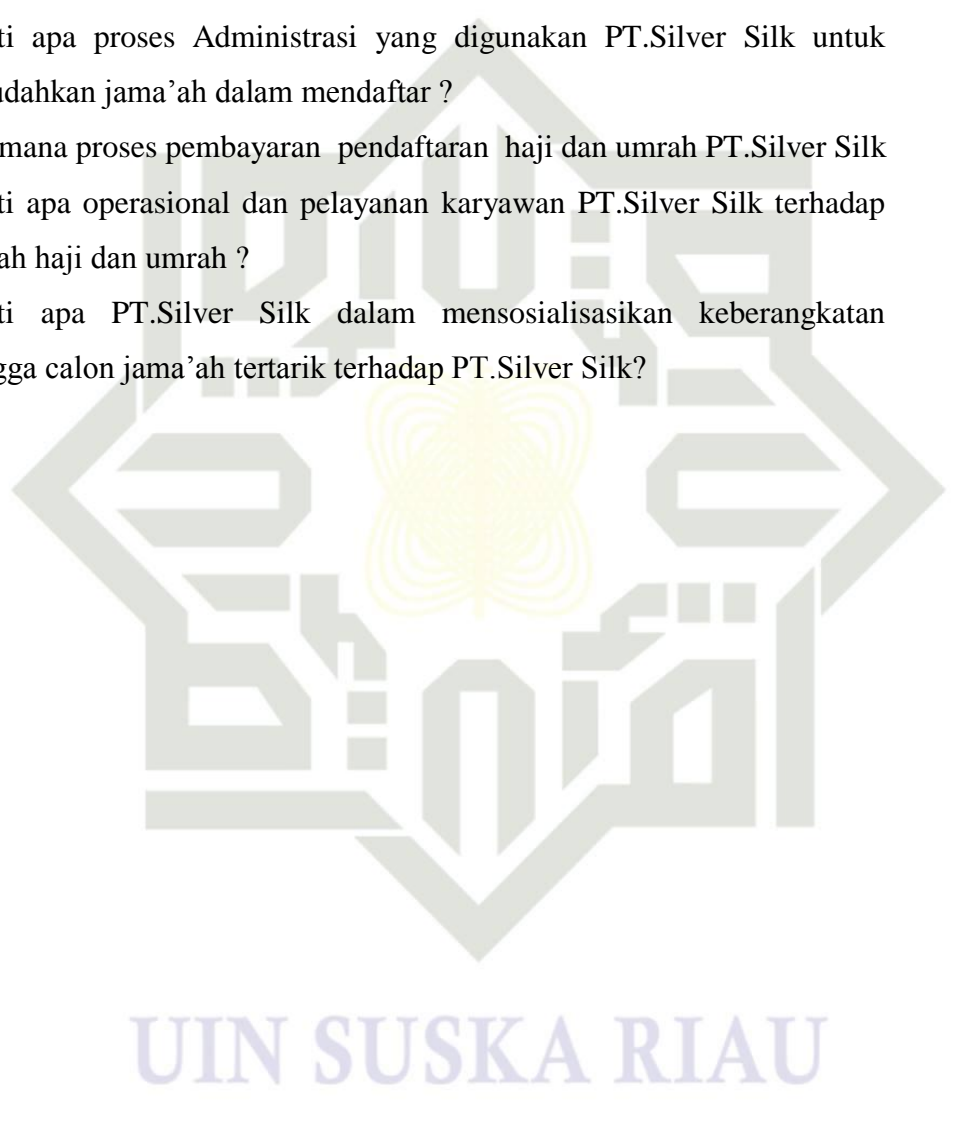 ti apa proses Administrasi yang digunakan PT.Silver Silk untuk
udahkan jama’ah dalam mendaftar ?
mana proses pembayaran pendaftaran haji dan umrah PT.Silver Silk
ti apa operasional dan pelayanan karyawan PT.Silver Silk terhadap
ah haji dan umrah ?
ti apa PT.Silver Silk dalam mensosialisasikan keberangkatan
gga calon jama’ah tertarik terhadap PT.Silver Silk?
UIN SUSKA RIAU